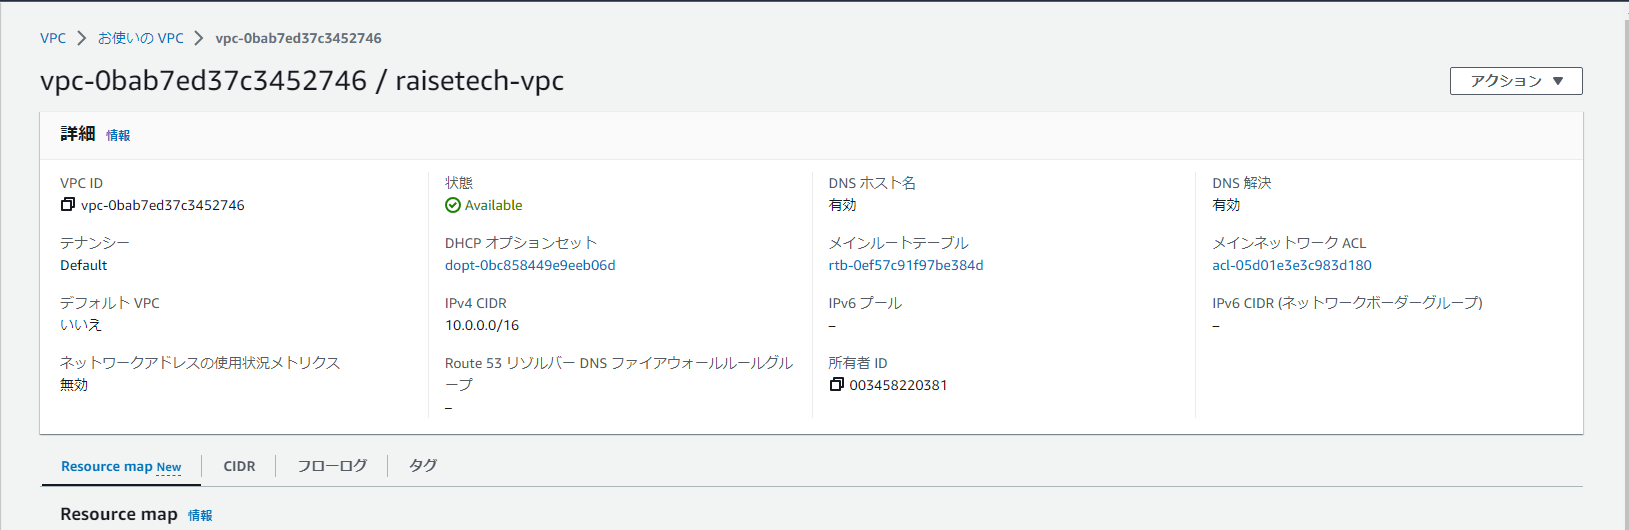 VPC > お使いの VPC > vpc-0bab7ed37c3452746
vpc-0bab7ed37c3452746 / raisetech-vpc
アクション ▼
詳細 情報
VPC ID
vpc-0bab7ed37c3452746
状態
Available
DNS ホスト名
有効
DNS 解決
有効
テナンシー
Default
DHCP オプションセット
dopt-0bc858449e9eeb06d
メインルートテーブル
rtb-0ef57c91f97be384d
メインネットワーク ACL
acl-05d01e3e3c983d180
デフォルト VPC
いいえ
IPv4 CIDR
10.0.0.0/16
IPv6 プール
–
IPv6 CIDR (ネットワークボーダーグループ)
–
ネットワークアドレスの使用状況メトリクス
無効
Route 53 リゾルバー DNS ファイアウォールルールグル
ープ
–
所有者 ID
003458220381
Resource map New
CIDR
フローログ
タグ
Resource map 情報